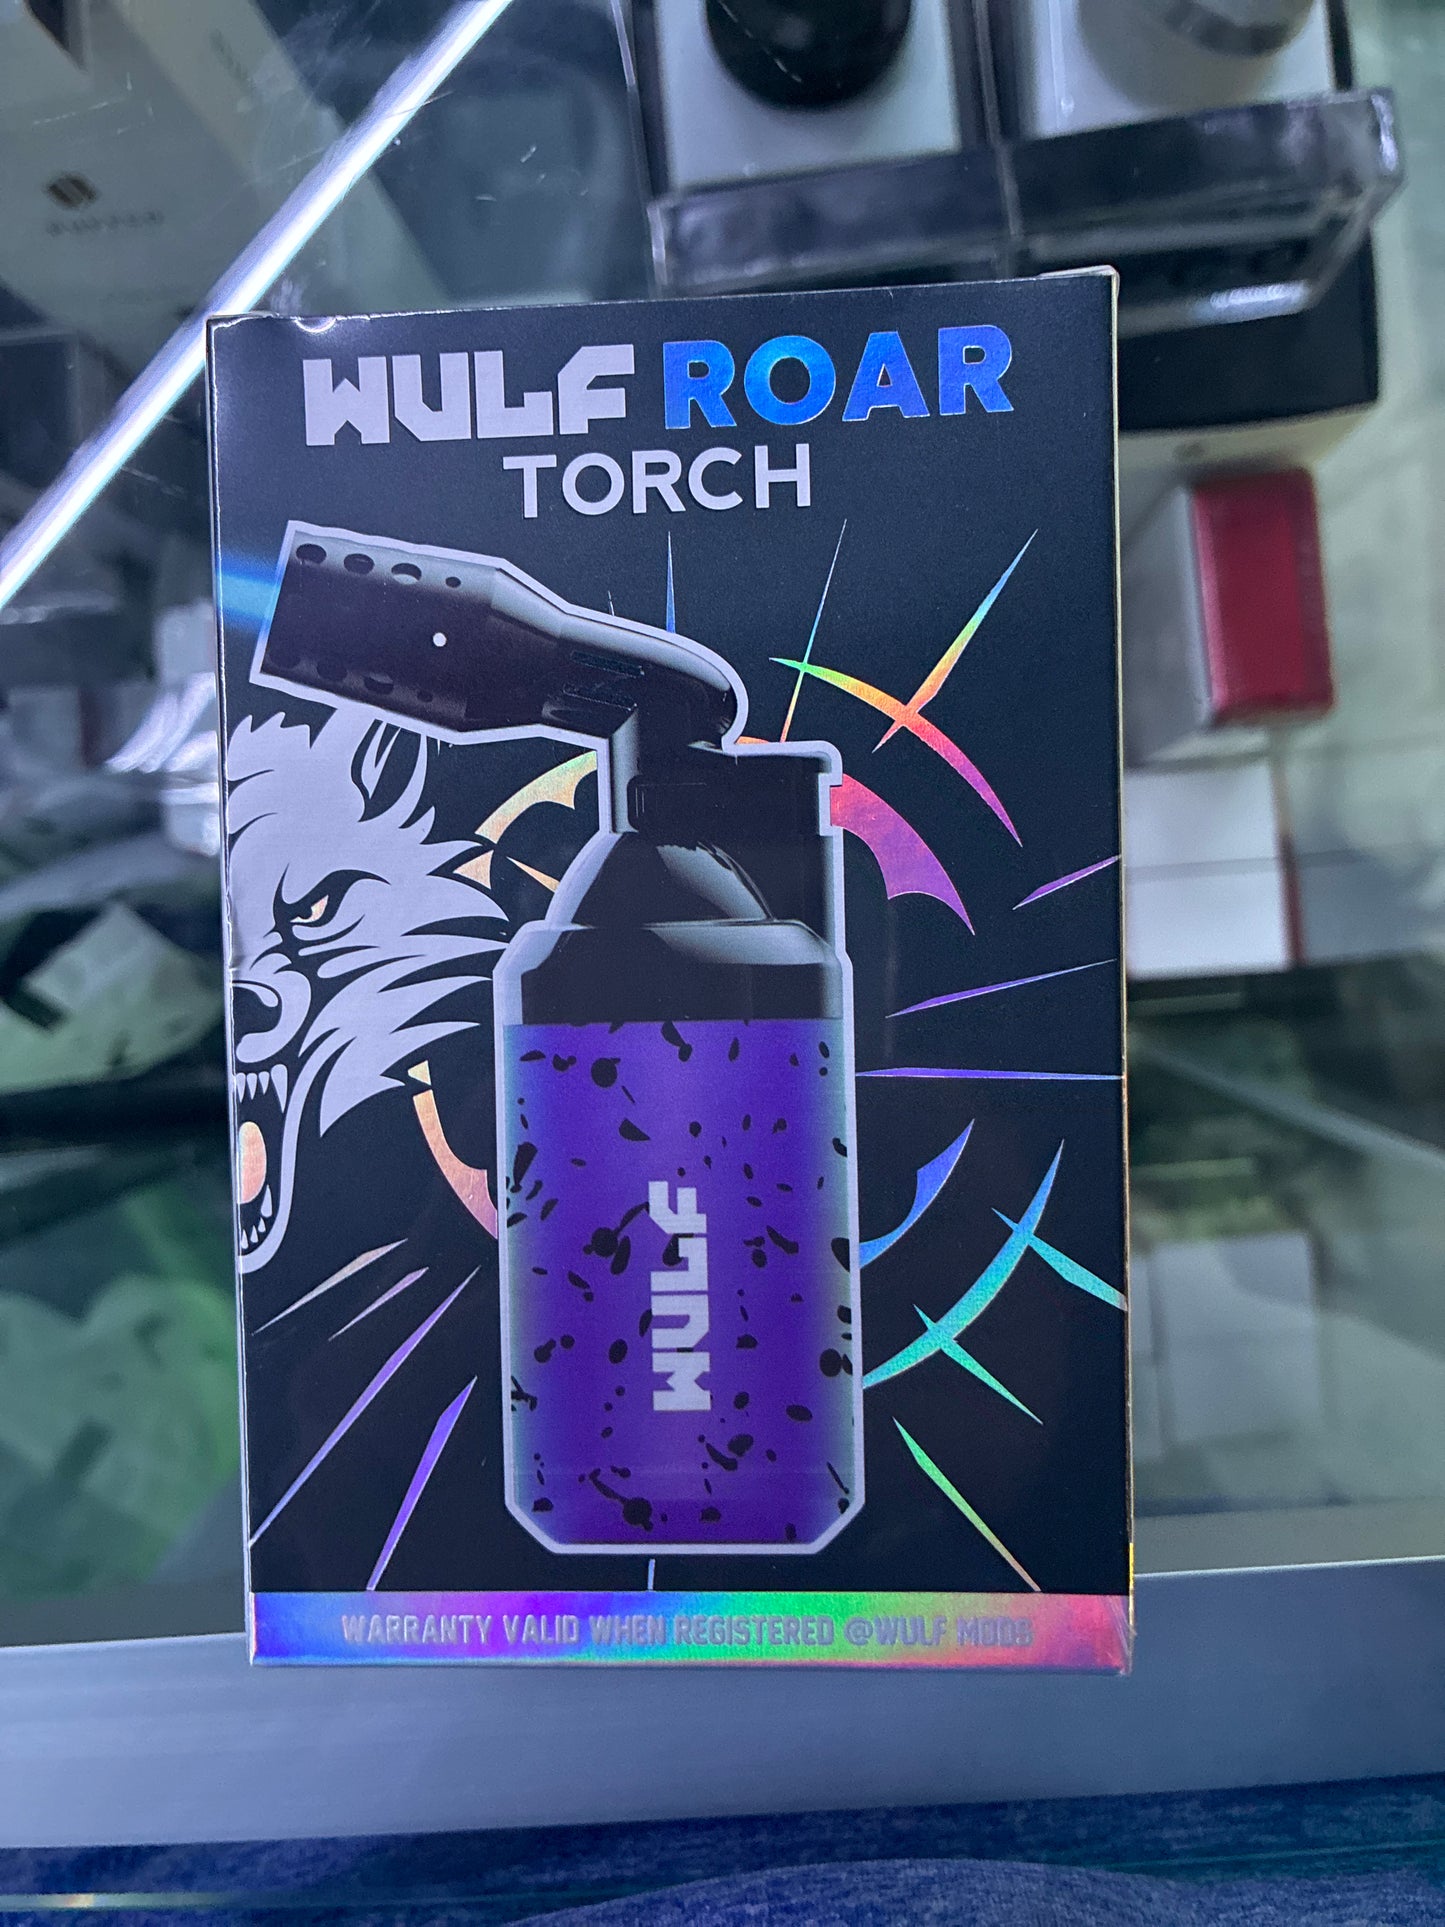 WULF ROAR
TORCH
WULF
WARRANTY VALID WHEN REGISTERED @WULF MODS